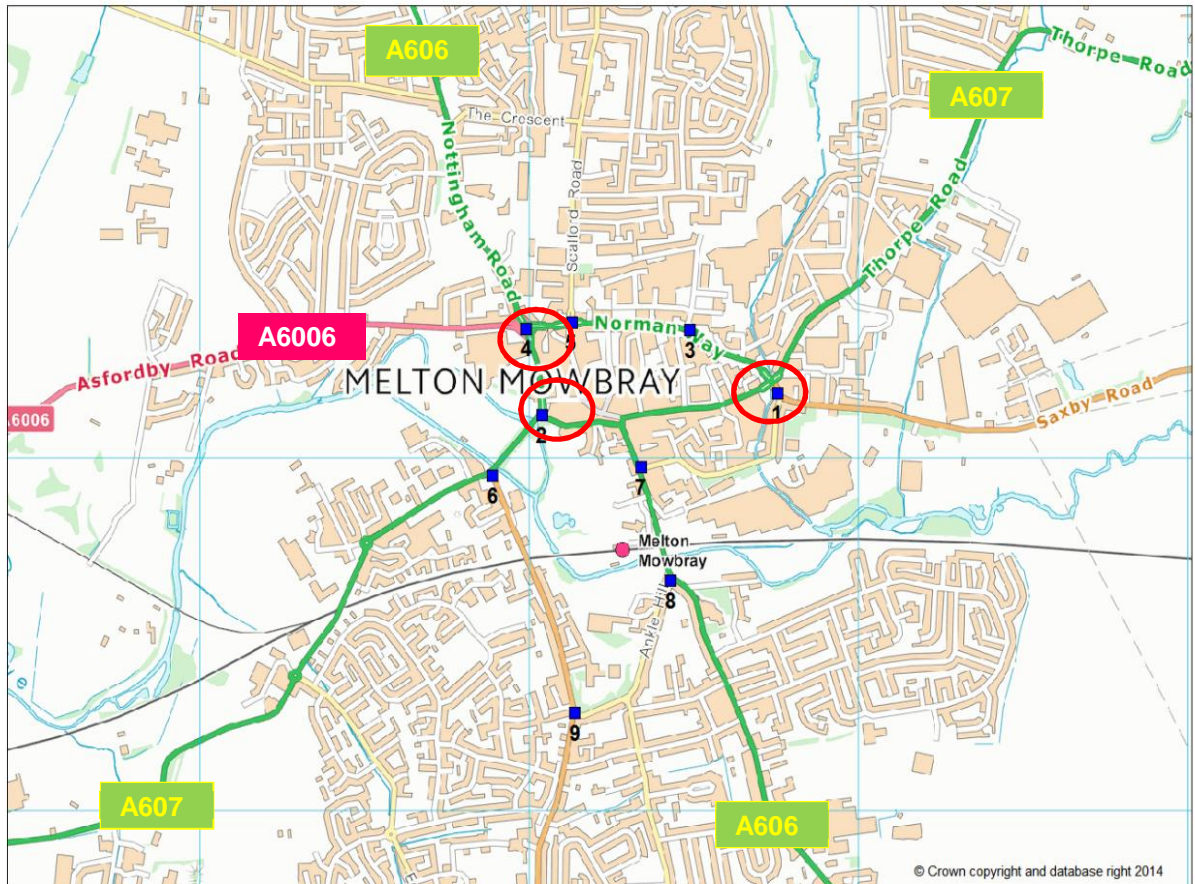 A606
Thorpe Road
A607
The Crescent
Nottingham Road
Scalford Road
Thorpe Road
A6006
Norman Way
4
5
3
Asfordby Road
MELTON MOWBRAY
A6006
1
Saxby Road
2
7
6
Melton
Mowbray
8
Ankle Hill
9
A607
A606
© Crown copyright and database right 2014